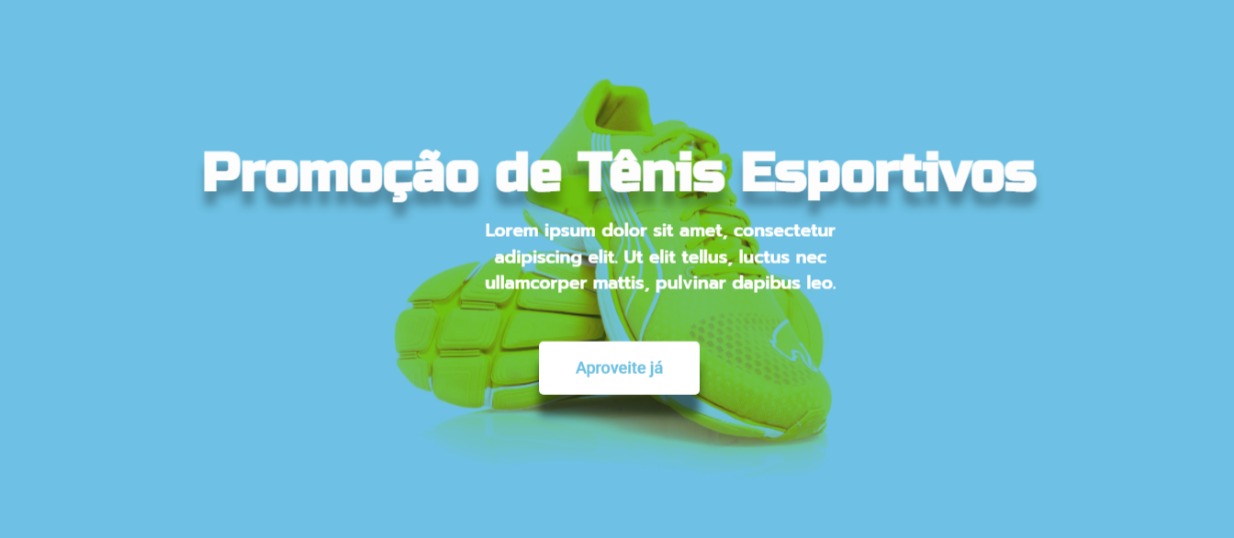 Promoção de Tênis Esportivos
Lorem ipsum dolor sit amet, consectetur
adipiscing elit. Ut elit tellus, luctus nec
ullamcorper mattis, pulvinar dapibus leo.
Aproveite já